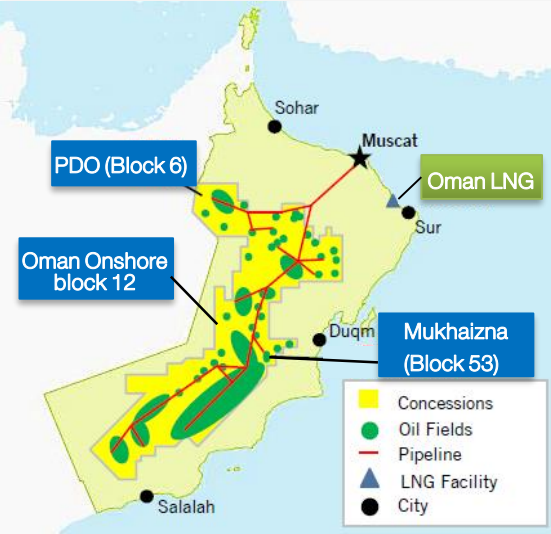 Sohar
Muscat
PDO (Block 6)
Oman LNG
Sur
Oman Onshore
block 12
Duqm
Mukhaizna
(Block 53)
Concessions
Oil Fields
Pipeline
LNG Facility
City
Salalah